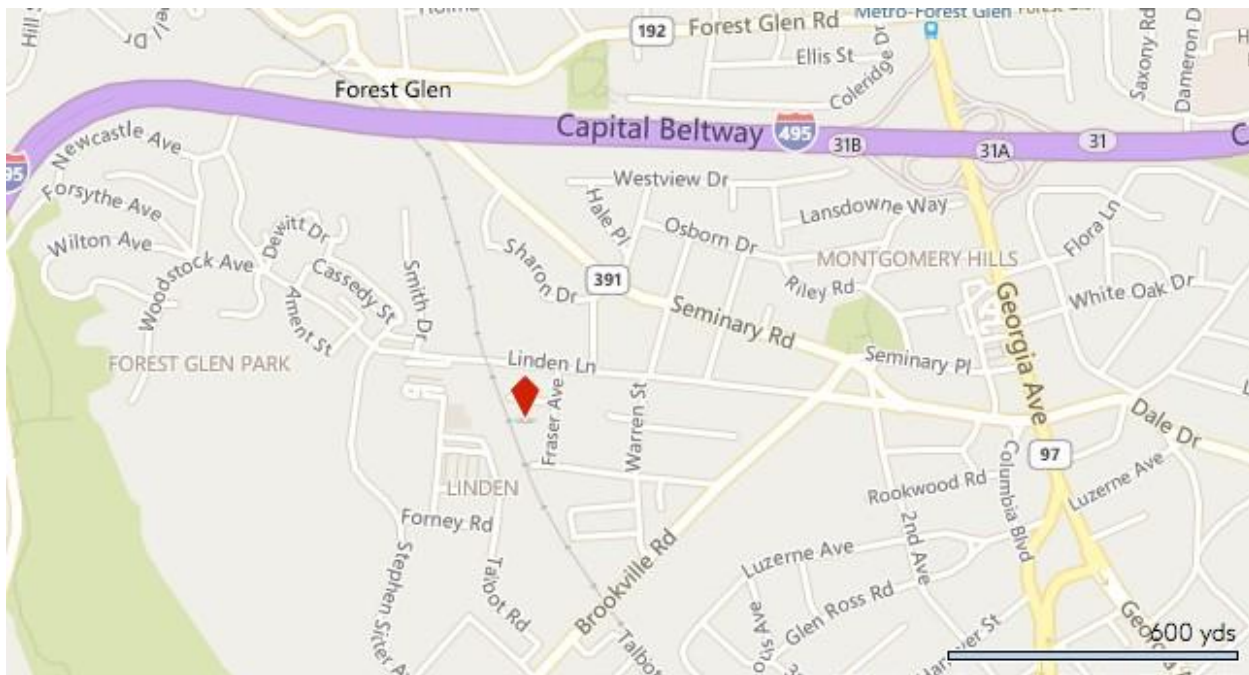 192
Forest Glen Rd
Metro-Forest Glen
Ellis St
Coleridge Dr
Saxony Rd
Dameron D
Hill S
Dr
Forest Glen
Capital Beltway
495
31B
31A
31
C
95
Newcastle Ave
Forsythe Ave
Wilton Ave
Woodstock Ave
Dewitt Dr
Cassedy St
Ament St
Smith Dr
Sharon Dr
Hale Pl
Westview Dr
Osborn Dr
Lansdowne Way
MONTGOMERY HILLS
Flora Ln
Riley Rd
White Oak Dr
391
Seminary Rd
Georgia Ave
Seminary Pl
FOREST GLEN PARK
Linden Ln
Fraser Ave
Warren St
Dale Dr
97
LINDEN
Forney Rd
Rookwood Rd
Columbia Blvd
Luzerne Ave
2nd Ave
Luzerne Ave
Brookville Rd
Glen Ross Rd
Talbot Rd
Talbot
Georgia A
600 yds